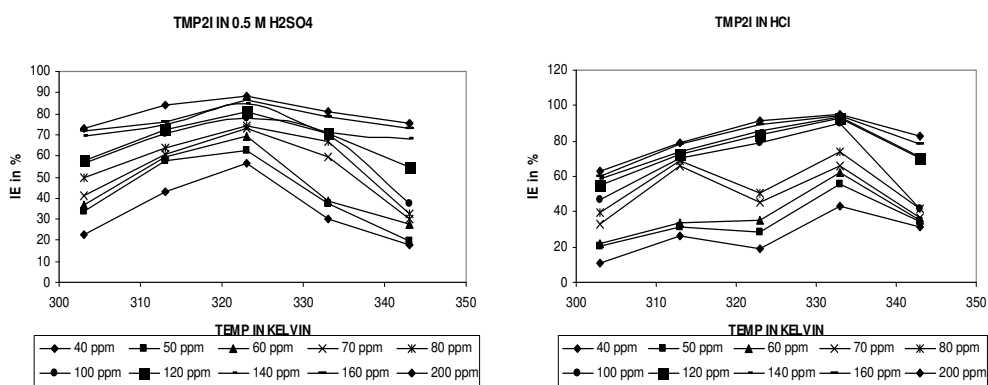 TMP2I IN 0.5 M H2SO4
IE in %
100
90
80
70
60
50
40
30
20
10
0
300 310 320 330 340 350
TEMP IN KELVIN
40 ppm 50 ppm 60 ppm 70 ppm 80 ppm
100 ppm 120 ppm 140 ppm 160 ppm 200 ppm
TMP2I IN HCl
IE in %
120
100
80
60
40
20
0
300 310 320 330 340 350
TEMP IN KELVIN
40 ppm 50 ppm 60 ppm 70 ppm 80 ppm
100 ppm 120 ppm 140 ppm 160 ppm 200 ppm